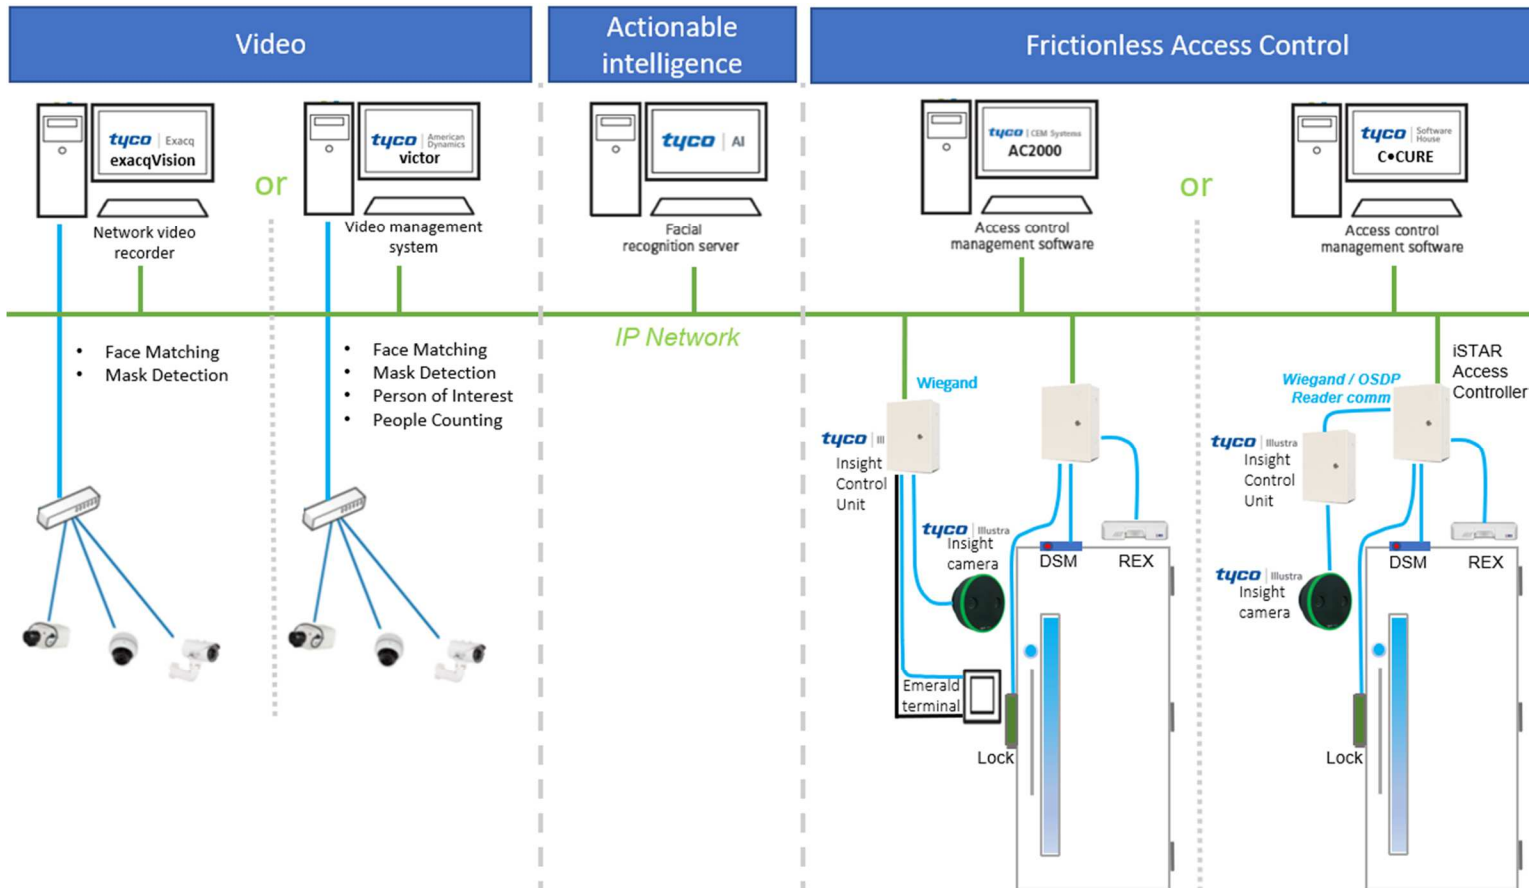 Video
Actionable
intelligence
Frictionless Access Control
tyco | Exacq
exacqVision
or
tyco | American
Dynamics
victor
tyco | AI
tyco | CEM Systems
AC2000
or
tyco | Software
House
C•CURE
Network video
recorder
Video management
system
Facial
recognition server
Access control
management software
Access control
management software
IP Network
• Face Matching
• Mask Detection
• Face Matching
• Mask Detection
• Person of Interest
• People Counting
Wiegand
tyco | Ill
Insight
Control
Unit
tyco | Illustra
Insight
camera
DSM
REX
Emerald
terminal
Lock
iSTAR
Access
Controller
Wiegand / OSDP
Reader comm
tyco | Illustra
Insight
Control
Unit
tyco | Illustra
Insight
camera
DSM
REX
Lock